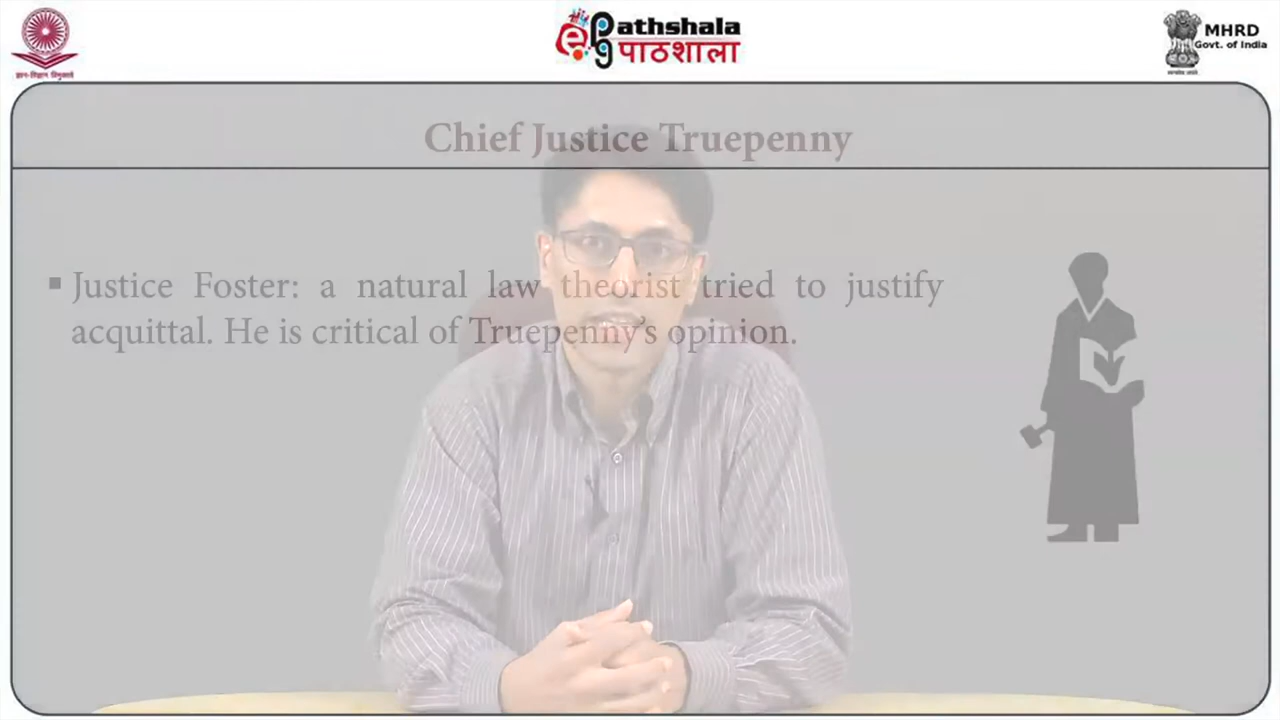 Pathshala
पाठशाला
MHRD
Govt. of India
Chief Justice Truepenny
▪ Justice Foster: a natural law theorist tried to justify
acquittal. He is critical of Truepenny's opinion.